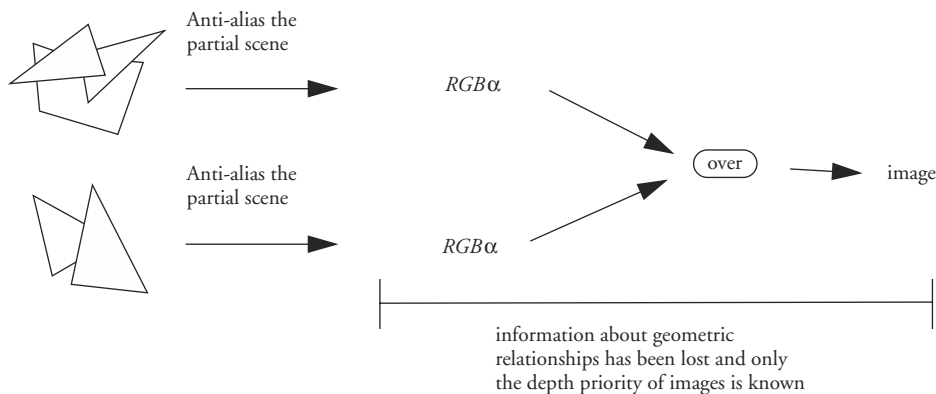 Anti-alias the
partial scene
RGBα
over
image
Anti-alias the
partial scene
RGBα
information about geometric
relationships has been lost and only
the depth priority of images is known